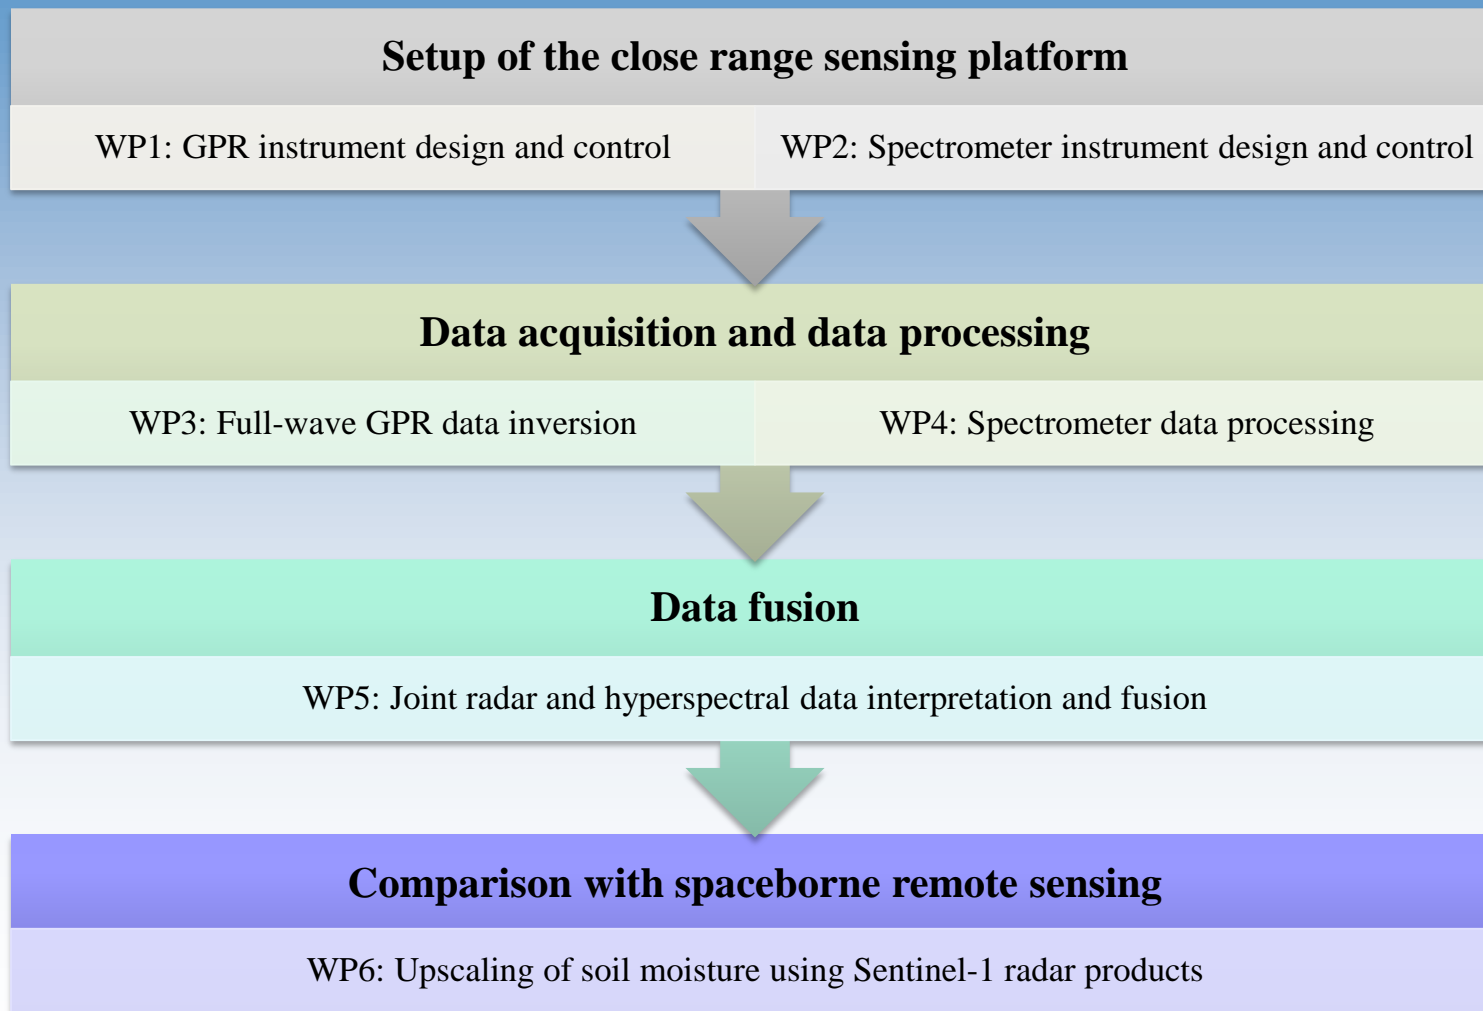 Setup of the close range sensing platform
WP1: GPR instrument design and control
WP2: Spectrometer instrument design and control
Data acquisition and data processing
WP3: Full-wave GPR data inversion
WP4: Spectrometer data processing
Data fusion
WP5: Joint radar and hyperspectral data interpretation and fusion
Comparison with spaceborne remote sensing
WP6: Upscaling of soil moisture using Sentinel-1 radar products